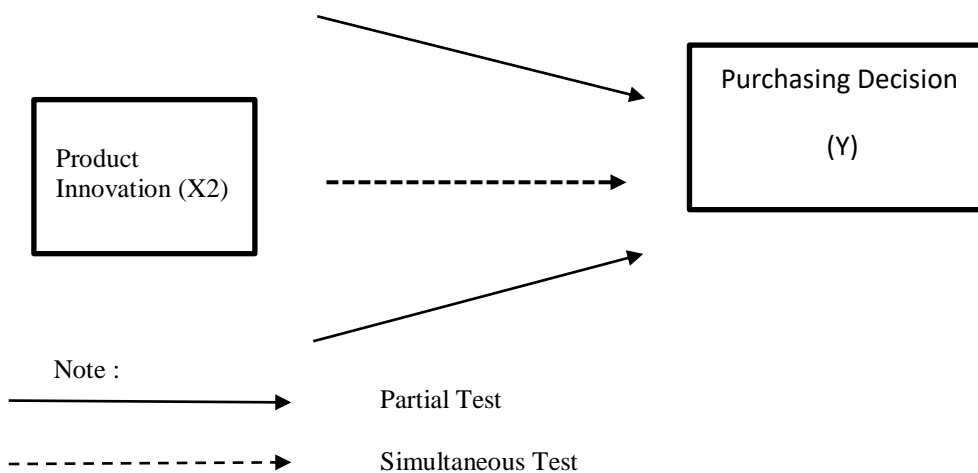 Purchasing Decision
(Y)
Product
Innovation (X2)
Note :
Partial Test
Simultaneous Test